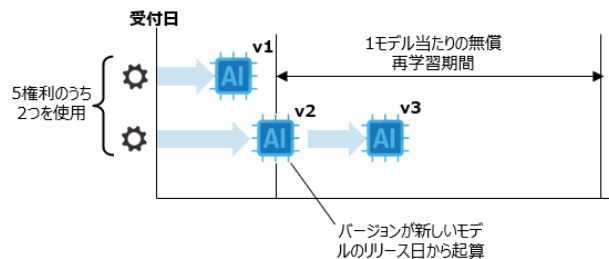 受付日
1モデル当たりの無償
再学習期間
v1
AI
5権利のうち
2つを使用
v2
v3
AI
AI
バージョンが新しいモデ
ルのリリース日から起算